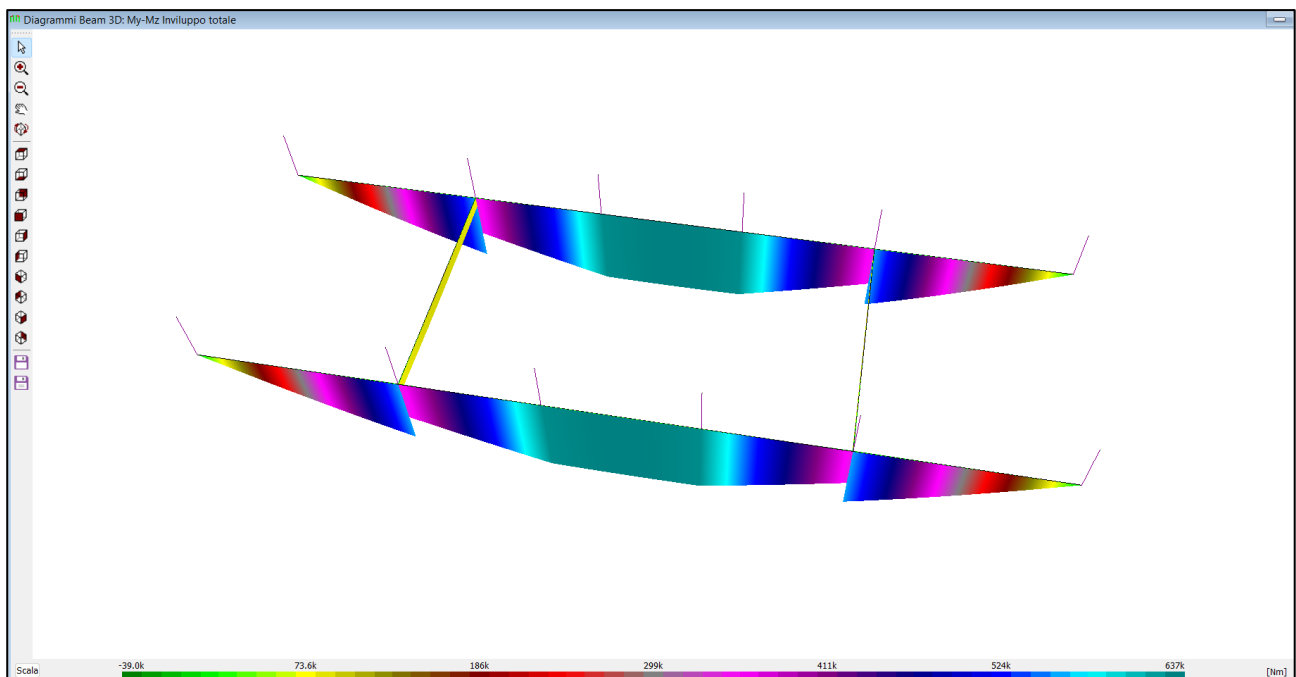 Diagrammi Beam 3D: My-Mz Inviluppo totale
Scala -39.0k 73.6k 186k 299k 411k 524k 637k [Nm]